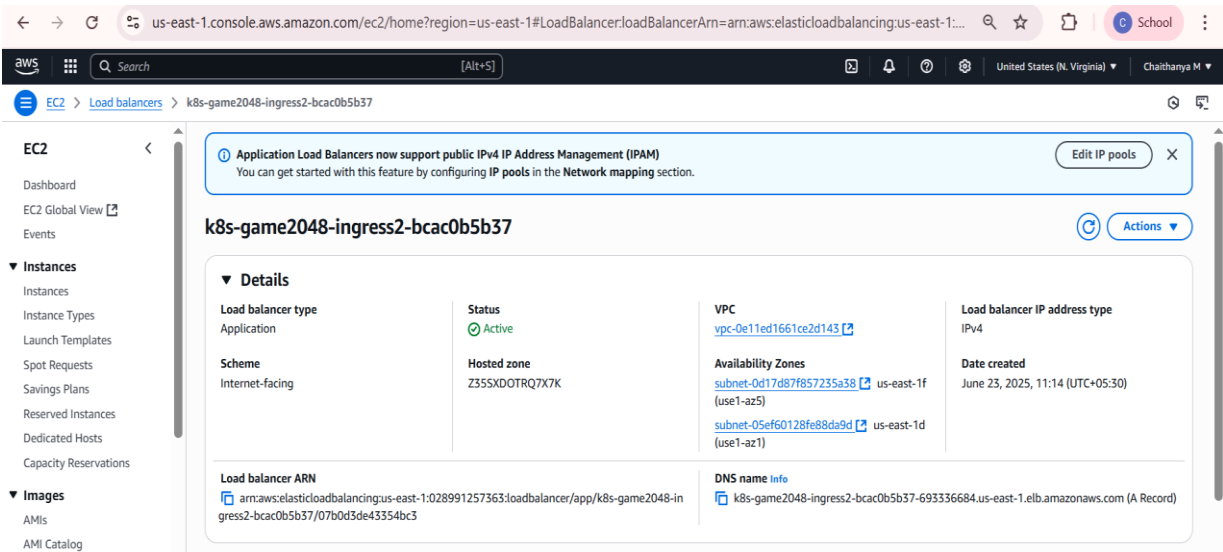 us-east-1.console.aws.amazon.com/ec2/home?region=us-east-1#LoadBalancer:loadBalancerArn=arn:aws:elasticloadbalancing:us-east-1:...
C School
aws Search [Alt+S] United States (N. Virginia) ▼ Chaithanya M ▼
EC2 > Load balancers > k8s-game2048-ingress2-bcac0b5b37
EC2
Dashboard
EC2 Global View
Events
▼ Instances
Instances
Instance Types
Launch Templates
Spot Requests
Savings Plans
Reserved Instances
Dedicated Hosts
Capacity Reservations
▼ Images
AMIs
AMI Catalog
Application Load Balancers now support public IPv4 IP Address Management (IPAM)
You can get started with this feature by configuring IP pools in the Network mapping section.
Edit IP pools
k8s-game2048-ingress2-bcac0b5b37
Actions ▼
▼ Details
Load balancer type
Application
Status
Active
VPC
vpc-0e11ed1661ce2d143
Load balancer IP address type
IPv4
Scheme
Internet-facing
Hosted zone
Z35SXDOTRQ7X7K
Availability Zones
subnet-0d17d87f857235a38 us-east-1f
(use1-az5)
subnet-05ef60128fe88da9d us-east-1d
(use1-az1)
Date created
June 23, 2025, 11:14 (UTC+05:30)
Load balancer ARN
arn:aws:elasticloadbalancing:us-east-1:028991257363:loadbalancer/app/k8s-game2048-in
gress2-bcac0b5b37/07b0d3de43354bc3
DNS name Info
k8s-game2048-ingress2-bcac0b5b37-693336684.us-east-1.elb.amazonaws.com (A Record)